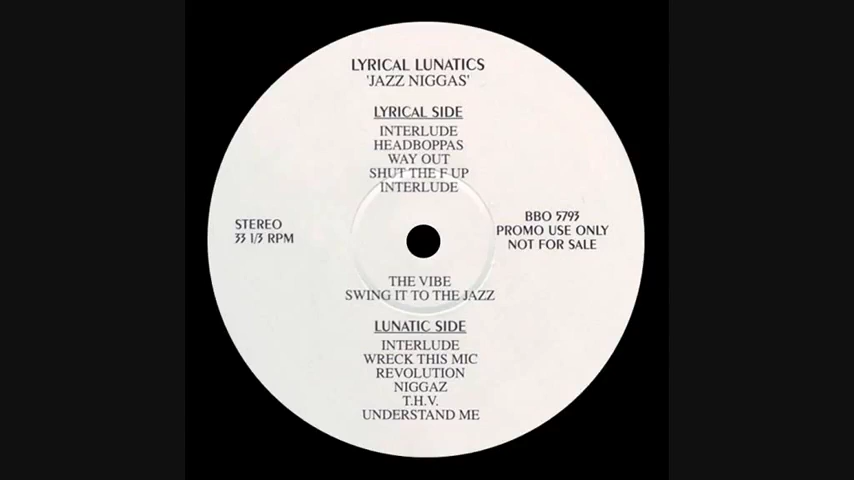 LYRICAL LUNATICS
'JAZZ NIGGAS'
LYRICAL SIDE
INTERLUDE
HEADBOPPAS
WAY OUT
SHUT THE F UP
INTERLUDE
STEREO
33 1/3 RPM
BBO 5793
PROMO USE ONLY
NOT FOR SALE
THE VIBE
SWING IT TO THE JAZZ
LUNATIC SIDE
INTERLUDE
WRECK THIS MIC
REVOLUTION
NIGGAZ
T.H.V.
UNDERSTAND ME